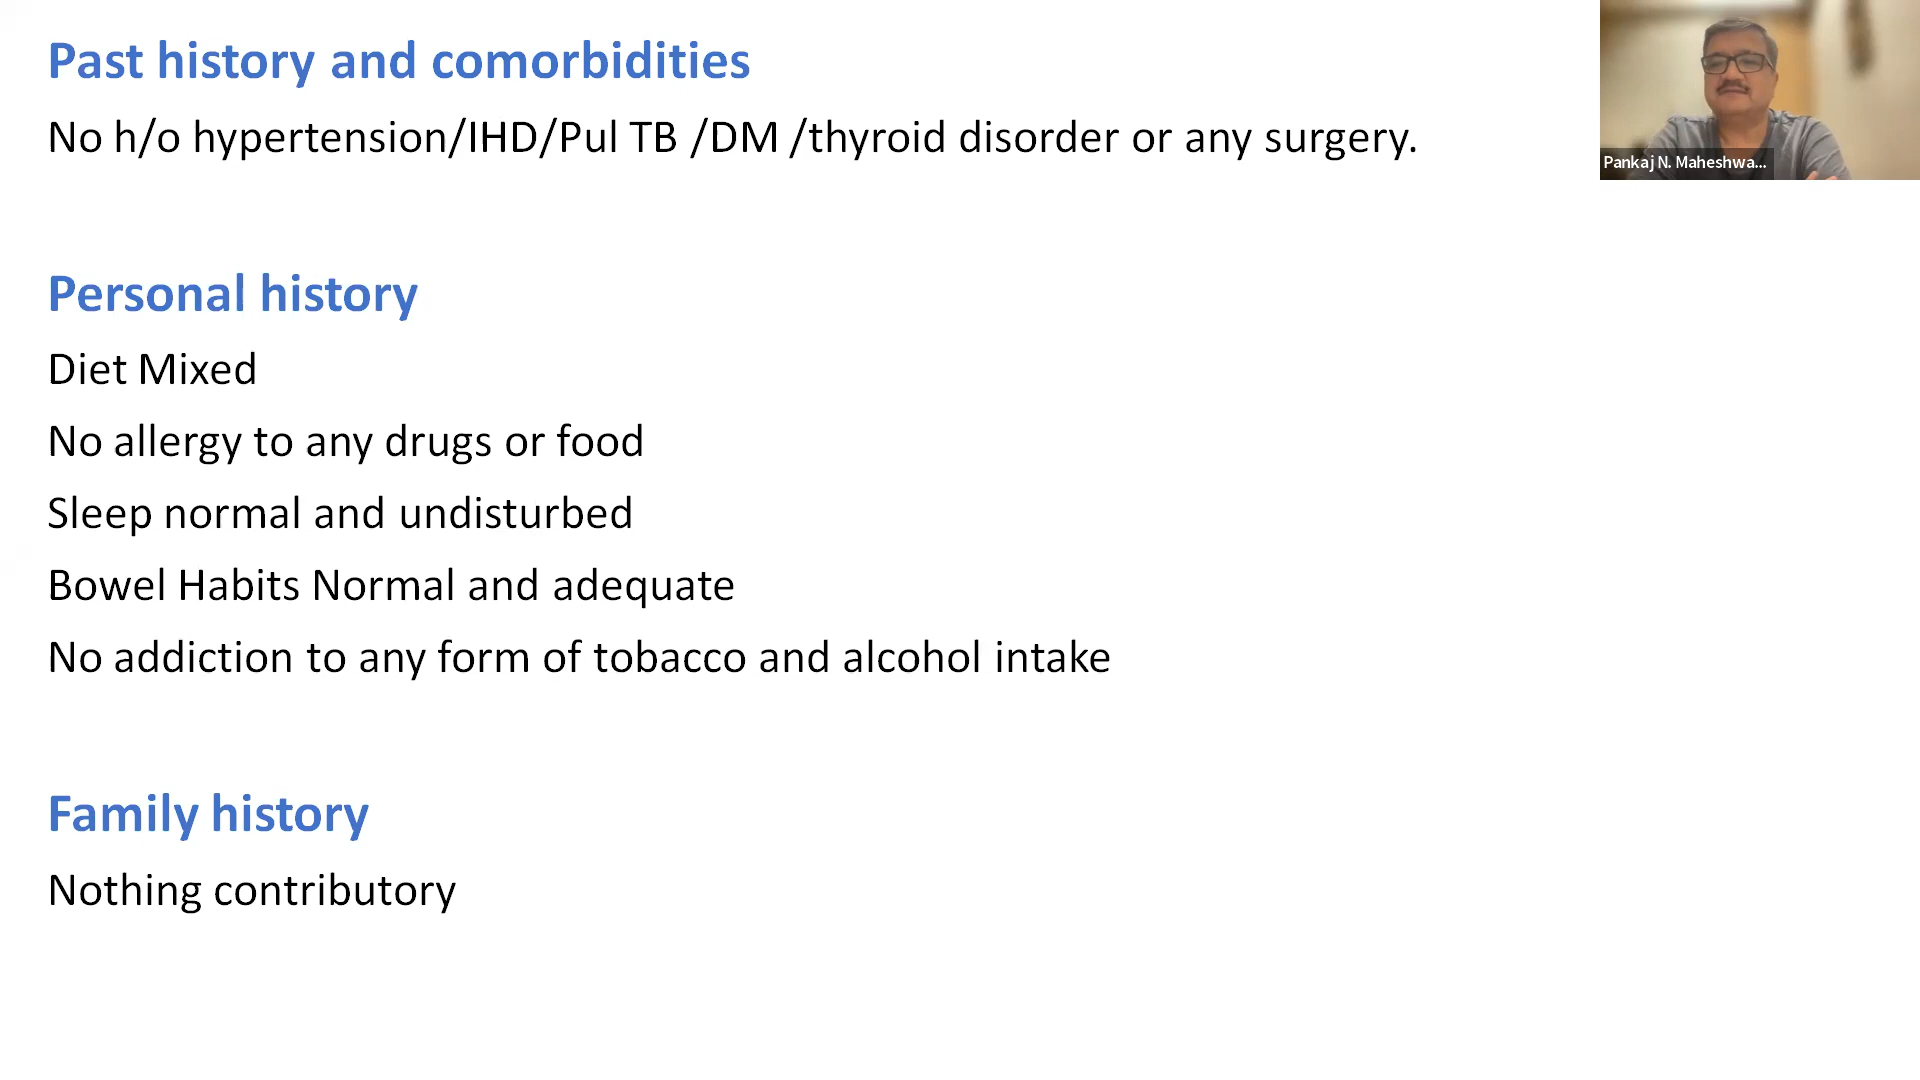 Past history and comorbidities
No h/o hypertension/IHD/Pul TB /DM /thyroid disorder or any surgery.
Pankaj N. Maheshwa...
Personal history
Diet Mixed
No allergy to any drugs or food
Sleep normal and undisturbed
Bowel Habits Normal and adequate
No addiction to any form of tobacco and alcohol intake
Family history
Nothing contributory